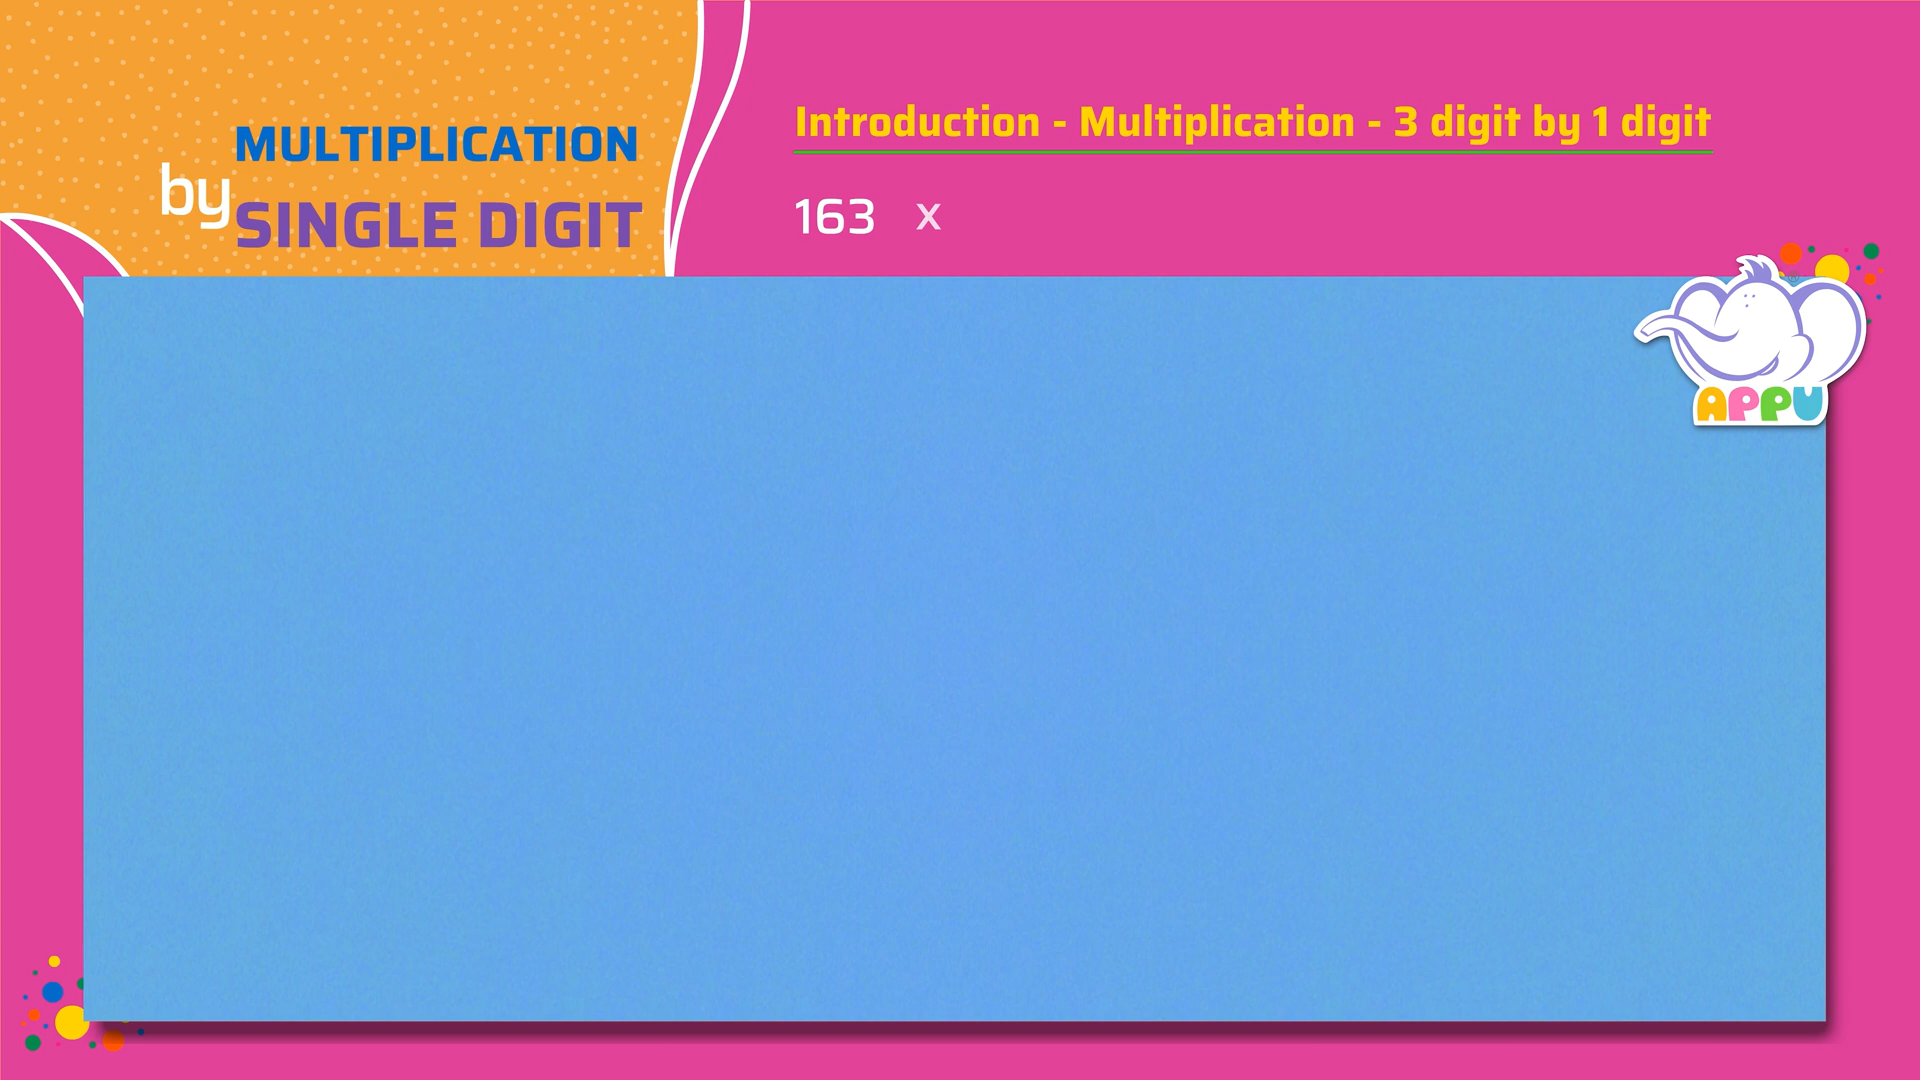 MULTIPLICATION
by SINGLE DIGIT
Introduction - Multiplication - 3 digit by 1 digit
163 x
APPU